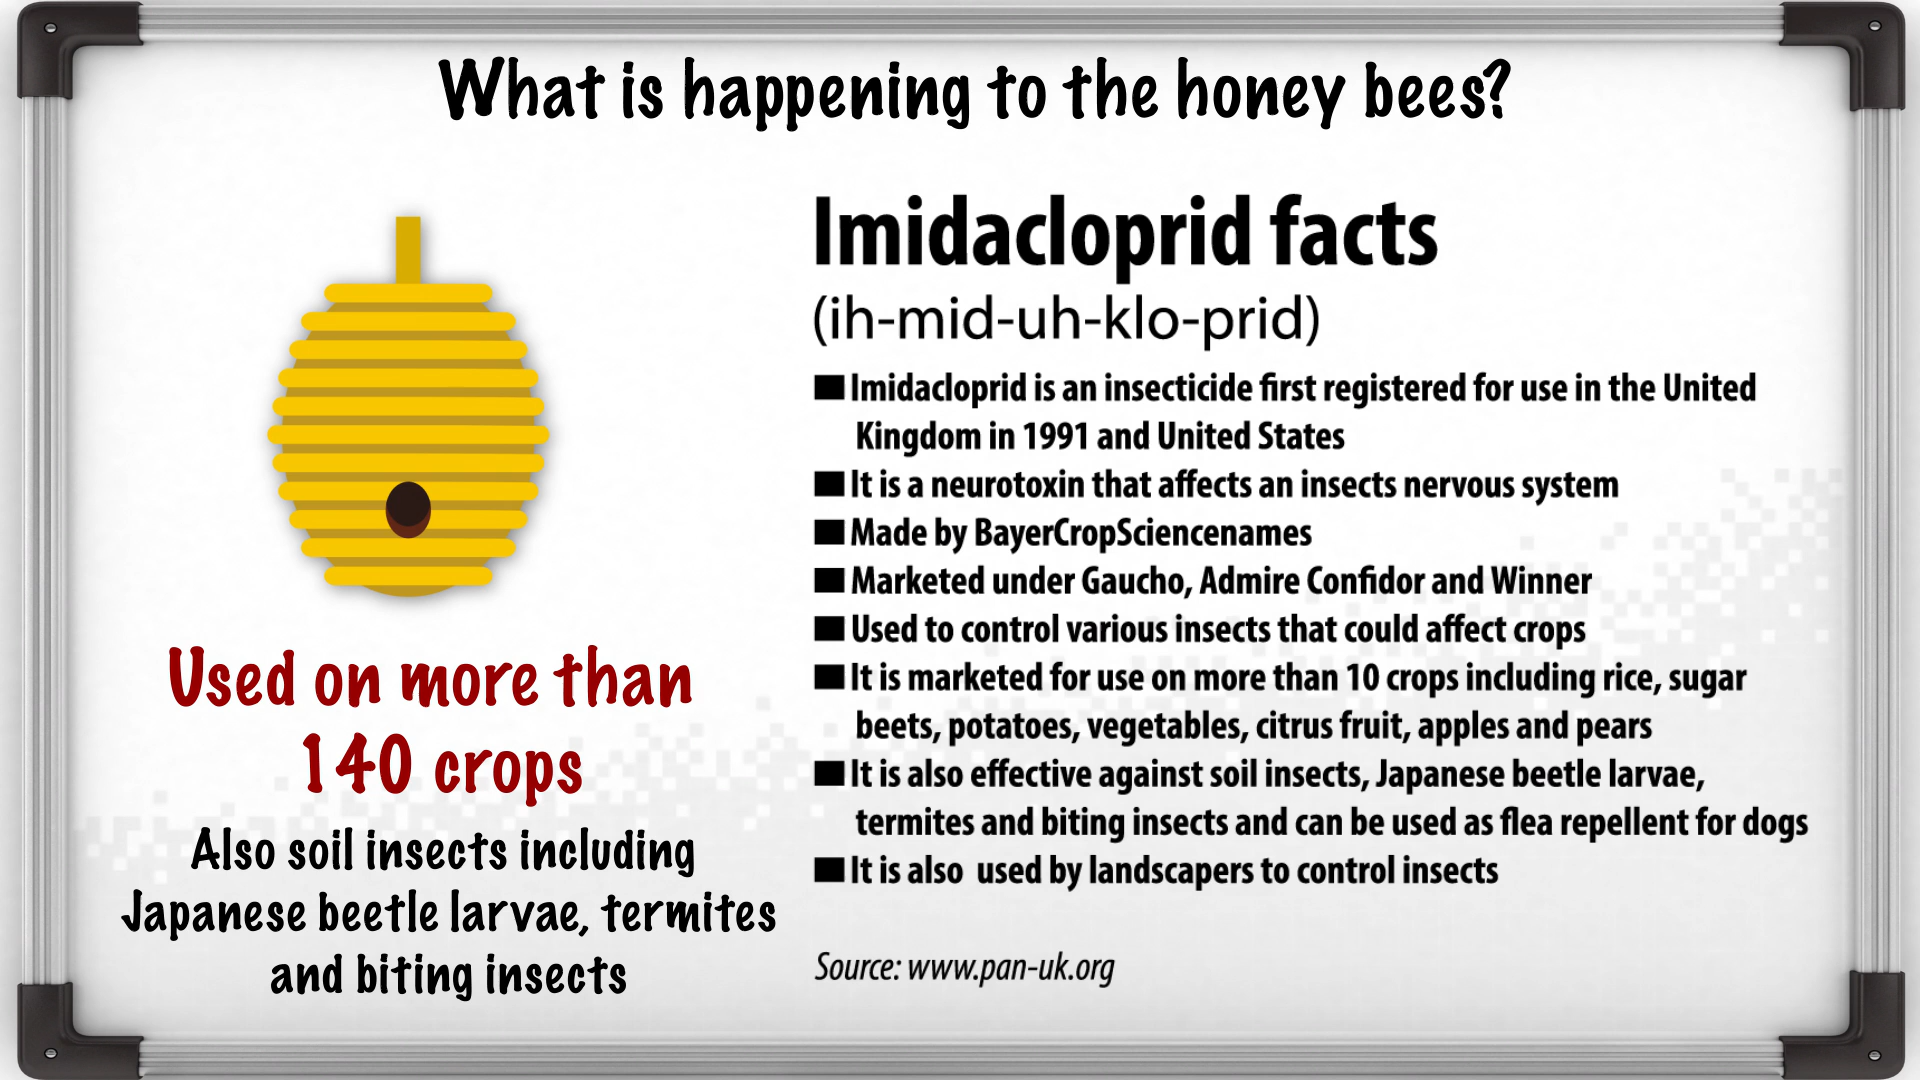 What is happening to the honey bees?
Used on more than
140 crops
Also soil insects including
Japanese beetle larvae, termites
and biting insects
Imidacloprid facts
(ih-mid-uh-klo-prid)
■ Imidacloprid is an insecticide first registered for use in the United
Kingdom in 1991 and United States
■ It is a neurotoxin that affects an insects nervous system
■ Made by BayerCropSciencenames
■ Marketed under Gaucho, Admire Confidor and Winner
■ Used to control various insects that could affect crops
■ It is marketed for use on more than 10 crops including rice, sugar
beets, potatoes, vegetables, citrus fruit, apples and pears
■ It is also effective against soil insects, Japanese beetle larvae,
termites and biting insects and can be used as flea repellent for dogs
■ It is also used by landscapers to control insects
Source: www.pan-uk.org